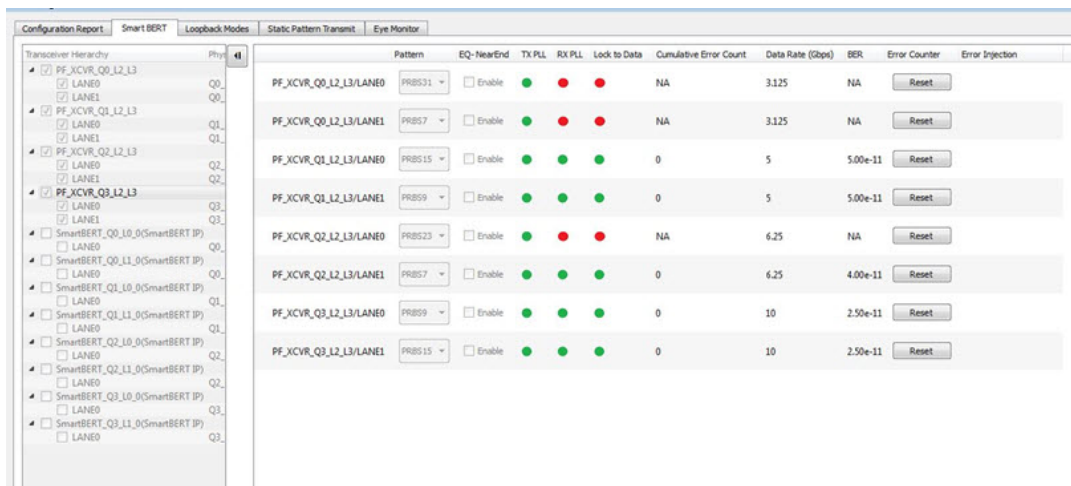 Configuration Report Smart BERT Loopback Modes Static Pattern Transmit Eye Monitor
Transceiver Hierarchy Phys
PF_XCVR_Q0_L2_L3
LANE0 Q0_
LANE1 Q0_
PF_XCVR_Q1_L2_L3
LANE0 Q1_
LANE1 Q1_
PF_XCVR_Q2_L2_L3
LANE0 Q2_
LANE1 Q2_
PF_XCVR_Q3_L2_L3
LANE0 Q3_
LANE1 Q3_
SmartBERT_Q0_L0_0(SmartBERT IP)
LANE0 Q0_
SmartBERT_Q0_L1_0(SmartBERT IP)
LANE0 Q0_
SmartBERT_Q1_L0_0(SmartBERT IP)
LANE0 Q1_
SmartBERT_Q1_L1_0(SmartBERT IP)
LANE0 Q1_
SmartBERT_Q2_L0_0(SmartBERT IP)
LANE0 Q2_
SmartBERT_Q2_L1_0(SmartBERT IP)
LANE0 Q2_
SmartBERT_Q3_L0_0(SmartBERT IP)
LANE0 Q3_
SmartBERT_Q3_L1_0(SmartBERT IP)
LANE0 Q3_
Pattern EQ-NearEnd TX PLL RX PLL Lock to Data Cumulative Error Count Data Rate (Gbps) BER Error Counter Error Injection
PF_XCVR_Q0_L2_L3/LANE0 PRBS31 Enable NA 3.125 NA Reset
PF_XCVR_Q0_L2_L3/LANE1 PRBS7 Enable NA 3.125 NA Reset
PF_XCVR_Q1_L2_L3/LANE0 PRBS15 Enable 0 5 5.00e-11 Reset
PF_XCVR_Q1_L2_L3/LANE1 PRBS9 Enable 0 5 5.00e-11 Reset
PF_XCVR_Q2_L2_L3/LANE0 PRBS23 Enable NA 6.25 NA Reset
PF_XCVR_Q2_L2_L3/LANE1 PRBS7 Enable 0 6.25 4.00e-11 Reset
PF_XCVR_Q3_L2_L3/LANE0 PRBS9 Enable 0 10 2.50e-11 Reset
PF_XCVR_Q3_L2_L3/LANE1 PRBS15 Enable 0 10 2.50e-11 Reset